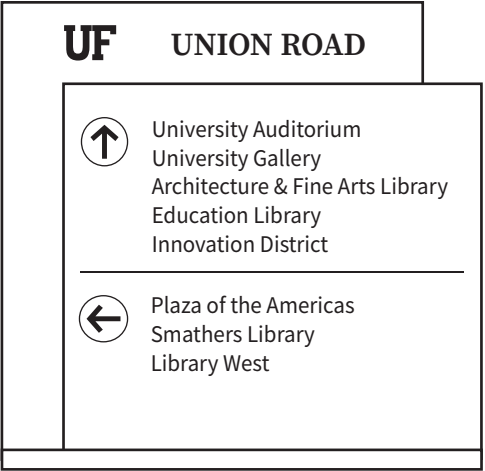 UF UNION ROAD
University Auditorium
University Gallery
Architecture & Fine Arts Library
Education Library
Innovation District
Plaza of the Americas
Smathers Library
Library West